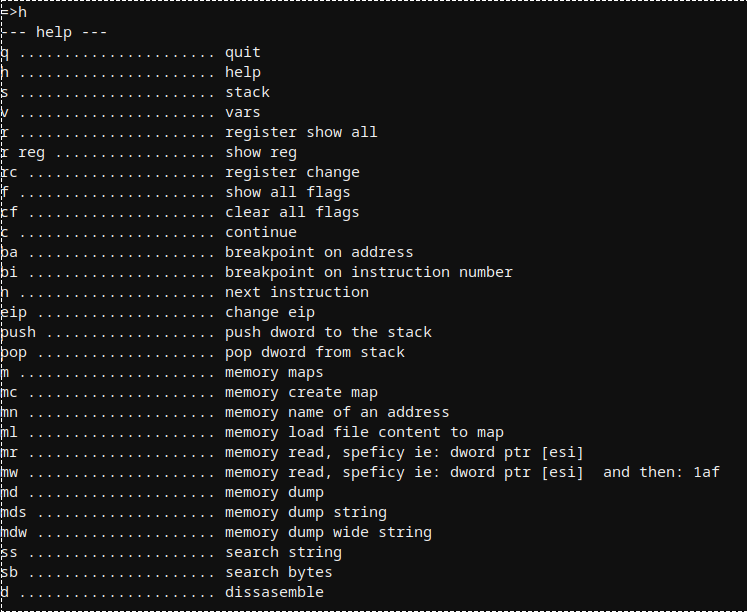 =>h
--- help ---
q ...................... quit
h ...................... help
s ...................... stack
v ...................... vars
r ...................... register show all
r reg .................. show reg
rc ..................... register change
f ...................... show all flags
cf ..................... clear all flags
c ...................... continue
ba ..................... breakpoint on address
bi ..................... breakpoint on instruction number
n ...................... next instruction
eip .................... change eip
push ................... push dword to the stack
pop .................... pop dword from stack
m ...................... memory maps
mc ..................... memory create map
mn ..................... memory name of an address
ml ..................... memory load file content to map
mr ..................... memory read, speficy ie: dword ptr [esi]
mw ..................... memory read, speficy ie: dword ptr [esi]  and then: 1af
md ..................... memory dump
mds .................... memory dump string
mdw .................... memory dump wide string
ss ..................... search string
sb ..................... search bytes
d ...................... dissasemble